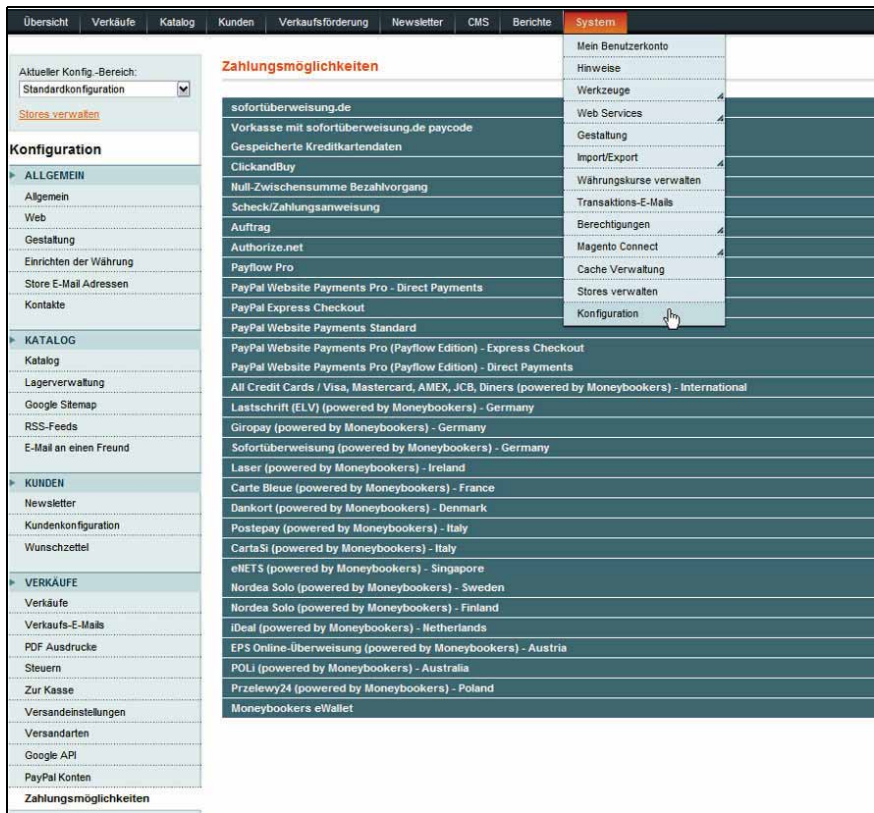 Übersicht Verkäufe Katalog Kunden Verkaufsförderung Newsletter CMS Berichte System
Aktueller Konfig.-Bereich:
Standardkonfiguration
Stores verwalten
Konfiguration
ALLGEMEIN
Allgemein
Web
Gestaltung
Einrichten der Währung
Store E-Mail Adressen
Kontakte
KATALOG
Katalog
Lagerverwaltung
Google Sitemap
RSS-Feeds
E-Mail an einen Freund
KUNDEN
Newsletter
Kundenkonfiguration
Wunschzettel
VERKÄUFE
Verkäufe
Verkaufs-E-Mails
PDF Ausdrucke
Steuern
Zur Kasse
Versandeinstellungen
Versandarten
Google API
PayPal Konten
Zahlungsmöglichkeiten
Zahlungsmöglichkeiten
sofortüberweisung.de
Vorkasse mit sofortüberweisung.de paycode
Gespeicherte Kreditkartendaten
ClickandBuy
Null-Zwischensumme Bezahlvorgang
Scheck/Zahlungsanweisung
Auftrag
Authorize.net
Payflow Pro
PayPal Website Payments Pro - Direct Payments
PayPal Express Checkout
PayPal Website Payments Standard
PayPal Website Payments Pro (Payflow Edition) - Express Checkout
PayPal Website Payments Pro (Payflow Edition) - Direct Payments
All Credit Cards / Visa, Mastercard, AMEX, JCB, Diners (powered by Moneybookers) - International
Lastschrift (ELV) (powered by Moneybookers) - Germany
Giropay (powered by Moneybookers) - Germany
Sofortüberweisung (powered by Moneybookers) - Germany
Laser (powered by Moneybookers) - Ireland
Carte Bleue (powered by Moneybookers) - France
Dankort (powered by Moneybookers) - Denmark
Postepay (powered by Moneybookers) - Italy
CartaSi (powered by Moneybookers) - Italy
eNETS (powered by Moneybookers) - Singapore
Nordea Solo (powered by Moneybookers) - Sweden
Nordea Solo (powered by Moneybookers) - Finland
iDeal (powered by Moneybookers) - Netherlands
EPS Online-Überweisung (powered by Moneybookers) - Austria
POLi (powered by Moneybookers) - Australia
Przelewy24 (powered by Moneybookers) - Poland
Moneybookers eWallet
Mein Benutzerkonto
Hinweise
Werkzeuge
Web Services
Gestaltung
Import/Export
Währungskurse verwalten
Transaktions-E-Mails
Berechtigungen
Magento Connect
Cache Verwaltung
Stores verwalten
Konfiguration